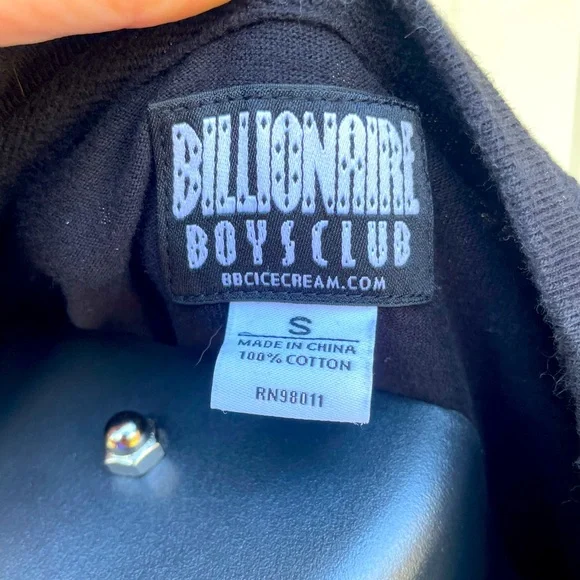 BILLIONAIRE
BOYS CLUB
BBCICECREAM.COM
S
MADE IN CHINA
100% COTTON
RN98011